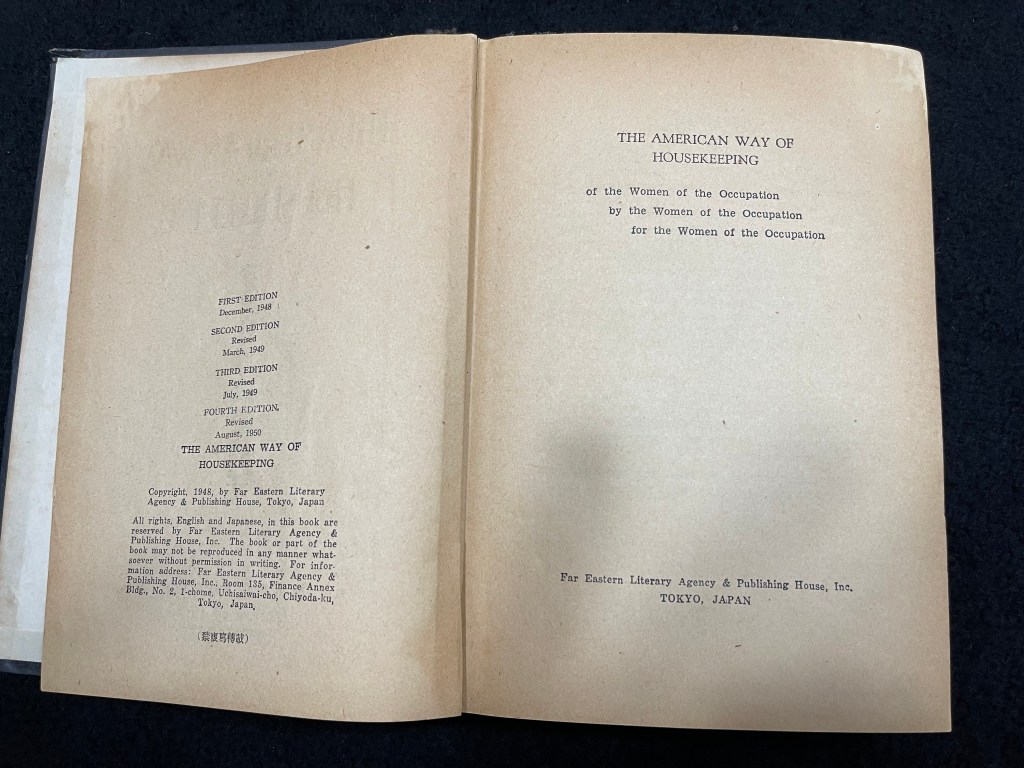 FIRST EDITION
December, 1948
SECOND EDITION
Revised
March, 1949
THIRD EDITION
Revised
July, 1949
FOURTH EDITION.
Revised
August, 1950
THE AMERICAN WAY OF
HOUSEKEEPING
Copyright, 1948, by Far Eastern Literary
Agency & Publishing House, Tokyo, Japan
All rights, English and Japanese, in this book are
reserved by Far Eastern Literary Agency &
Publishing House, Inc. The book or part of the
book may not be reproduced in any manner what-
soever without permission in writing. For infor-
mation address: Far Eastern Literary Agency &
Publishing House, Inc., Room 135, Finance Annex
Bldg., No. 2, 1-chome, Uchisaiwai-cho, Chiyoda-ku,
Tokyo, Japan.
THE AMERICAN WAY OF
HOUSEKEEPING
of the Women of the Occupation
by the Women of the Occupation
for the Women of the Occupation
Far Eastern Literary Agency & Publishing House, Inc.
TOKYO, JAPAN